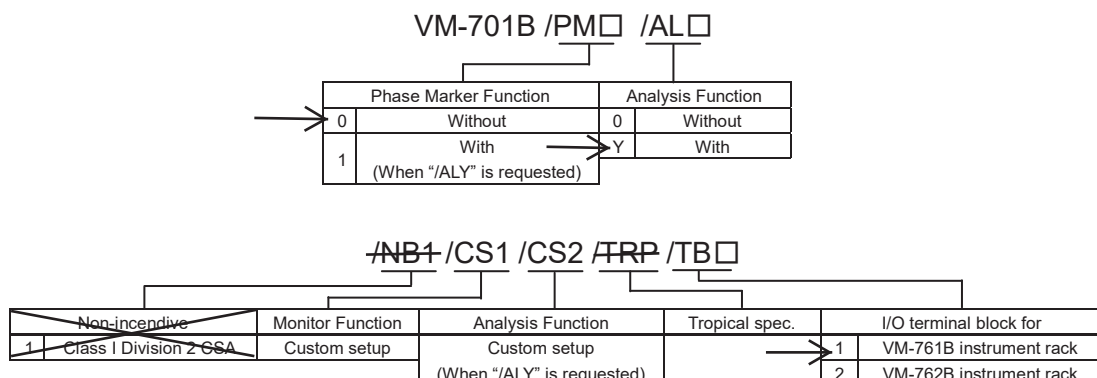 VM-701B /PM□ /AL□
Phase Marker Function Analysis Function
0 Without 0 Without
1 With Y With
(When “/ALY” is requested)
/NB1 /CS1 /CS2 /TRP /TB□
Non-incendive Monitor Function Analysis Function Tropical spec. I/O terminal block for
1 Class I Division 2 CSA Custom setup Custom setup 1 VM-761B instrument rack
(When “/ALY” is requested) 2 VM-762B instrument rack